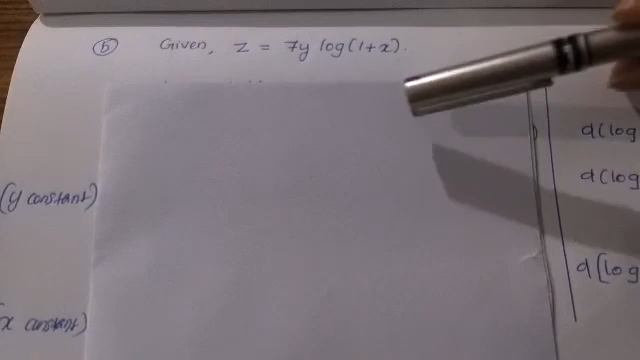 (b) Given, z = 7y log(1+x).
d(log
d(log
(y constant)
d[log
x constant)